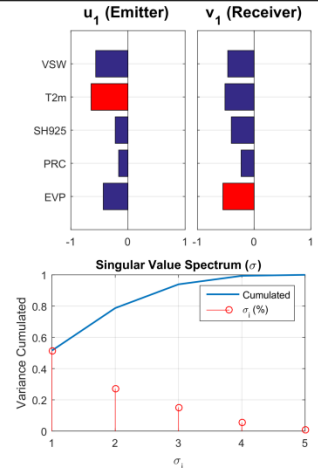 u1 (Emitter)
v1 (Receiver)
VSW
T2m
SH925
PRC
EVP
-1 0 1
-1 0 1
Singular Value Spectrum (σ)
Variance Cumulated
1
0.8
0.6
0.4
0.2
0
Cumulated
σi (%)
1 2 3 4 5
σi